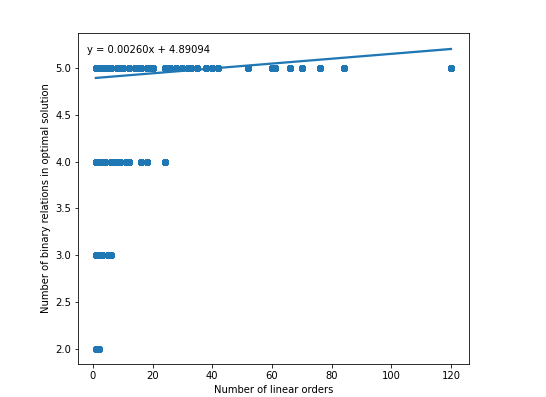 y = 0.00260x + 4.89094
5.0
4.5
4.0
3.5
3.0
2.5
2.0
Number of binary relations in optimal solution
0 20 40 60 80 100 120
Number of linear orders